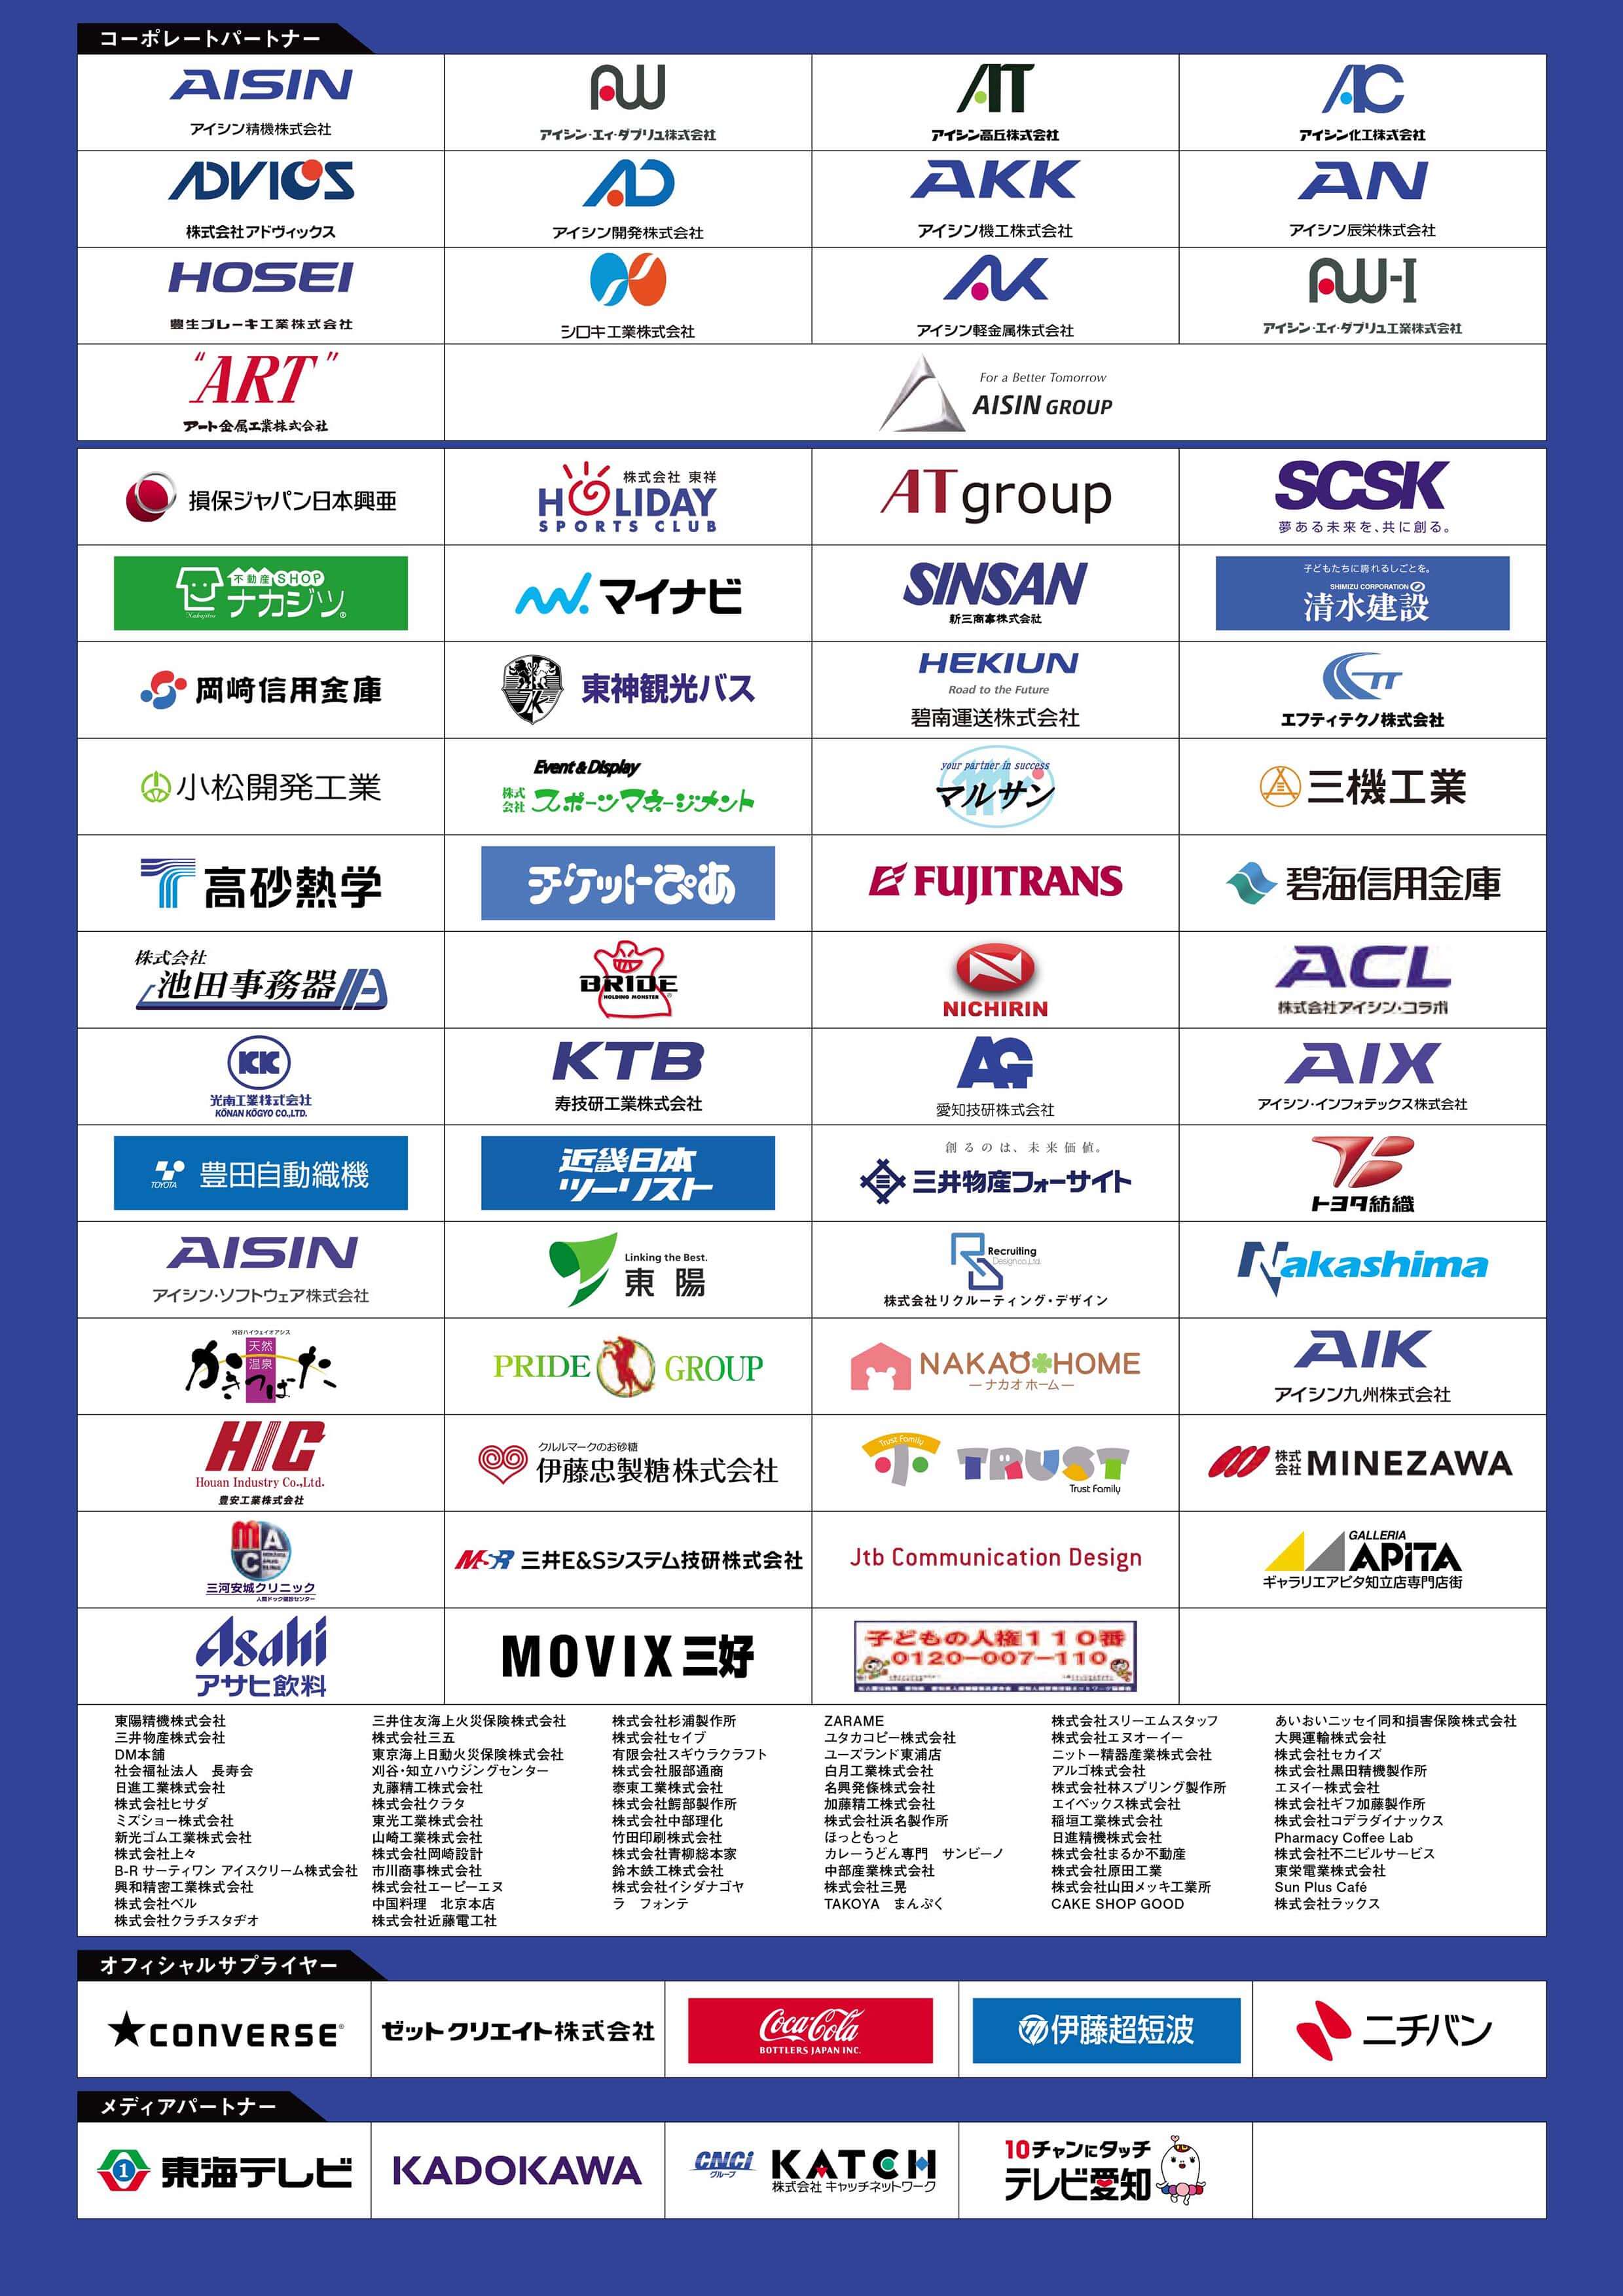 コーポレートパートナー
AISIN
アイシン精機株式会社
AW
アイシン・エィ・ダブリュ株式会社
AT
アイシン高丘株式会社
AC
アイシン化工株式会社
ADVICS
株式会社アドヴィックス
AD
アイシン開発株式会社
AKK
アイシン機工株式会社
AN
アイシン辰栄株式会社
HOSEI
豊生ブレーキ工業株式会社
シロキ工業株式会社
AK
アイシン軽金属株式会社
AW-I
アイシン・エィ・ダブリュ工業株式会社
"ART"
アート金属工業株式会社
For a Better Tomorrow
AISIN GROUP
損保ジャパン日本興亜
株式会社 東祥
HOLIDAY
SPORTS CLUB
AT group
SCSK
夢ある未来を、共に創る。
不動産SHOP
ナカジツ
マイナビ
SINSAN
新三商事株式会社
子どもたちに誇れるしごとを。
SHIMIZU CORPORATION
清水建設
岡崎信用金庫
東神観光バス
HEKIUN
Road to the Future
碧南運送株式会社
TT
エフティテクノ株式会社
小松開発工業
Event & Display
株式会社 スポーツマネージメント
your partner in success
マルサン
三機工業
高砂熱学
チケットぴあ
FUJITRANS
碧海信用金庫
株式会社
池田事務器
BRIDE
HOLDING MONSTER
NICHIRIN
ACL
株式会社アイシン・コラボ
KK
光南工業株式会社
KŌNAN KŌGYO CO.,LTD.
KTB
寿技研工業株式会社
AG
愛知技研株式会社
AIX
アイシン・インフォテックス株式会社
TOYOTA
豊田自動織機
近畿日本
ツーリスト
創るのは、未来価値。
三井物産フォーサイト
TB
トヨタ紡織
AISIN
アイシン・ソフトウェア株式会社
Linking the Best.
東陽
Recruiting
Design co.,Ltd.
株式会社リクルーティング・デザイン
Nakashima
刈谷ハイウェイオアシス
天然
温泉
かきつばた
PRIDE GROUP
NAKAO HOME
ーナカオホームー
AIK
アイシン九州株式会社
HIC
Houan Industry Co.,Ltd.
豊安工業株式会社
クルルマークのお砂糖
伊藤忠製糖株式会社
Trust Family
TRUST
Trust Family
株式会社 MINEZAWA
MAC
三河安城クリニック
人間ドック健診センター
MSR 三井E&Sシステム技研株式会社
Jtb Communication Design
GALLERIA
APiTA
ギャラリエアピタ知立店専門店街
Asahi
アサヒ飲料
MOVIX三好
子どもの人権110番
0120-007-110
東陽精機株式会社
三井物産株式会社
DM本舗
社会福祉法人　長寿会
日進工業株式会社
株式会社ヒサダ
ミズショー株式会社
新光ゴム工業株式会社
株式会社上々
B-R サーティワン アイスクリーム株式会社
興和精密工業株式会社
株式会社ベル
株式会社クラチスタヂオ
三井住友海上火災保険株式会社
株式会社三五
東京海上日動火災保険株式会社
刈谷・知立ハウジングセンター
丸藤精工株式会社
株式会社クラタ
東光工業株式会社
山崎工業株式会社
株式会社岡崎設計
市川商事株式会社
株式会社エーピーエヌ
中国料理　北京本店
株式会社近藤電工社
株式会社杉浦製作所
株式会社セイブ
有限会社スギウラクラフト
株式会社服部通商
泰東工業株式会社
株式会社鰐部製作所
株式会社中部理化
竹田印刷株式会社
株式会社青柳総本家
鈴木鉄工株式会社
株式会社イシダナゴヤ
ラ　フォンテ
ZARAME
ユタカコピー株式会社
ユーズランド東浦店
白月工業株式会社
名興発條株式会社
加藤精工株式会社
株式会社浜名製作所
ほっともっと
カレーうどん専門　サンビーノ
中部産業株式会社
株式会社三晃
TAKOYA　まんぷく
株式会社スリーエムスタッフ
株式会社エヌオーイー
ニットー精器産業株式会社
アルゴ株式会社
株式会社林スプリング製作所
エイベックス株式会社
稲垣工業株式会社
日進精機株式会社
株式会社まるか不動産
株式会社原田工業
株式会社山田メッキ工業所
CAKE SHOP GOOD
あいおいニッセイ同和損害保険株式会社
大興運輸株式会社
株式会社セカイズ
株式会社黒田精機製作所
エヌイー株式会社
株式会社ギフ加藤製作所
株式会社コデラダイナックス
Pharmacy Coffee Lab
株式会社不二ビルサービス
東栄電業株式会社
Sun Plus Café
株式会社ラックス
オフィシャルサプライヤー
CONVERSE
ゼットクリエイト株式会社
Coca-Cola
BOTTLERS JAPAN INC.
伊藤超短波
ニチバン
メディアパートナー
1 東海テレビ
KADOKAWA
CNCi
グループ
KATCH
株式会社 キャッチネットワーク
10チャンにタッチ
テレビ愛知